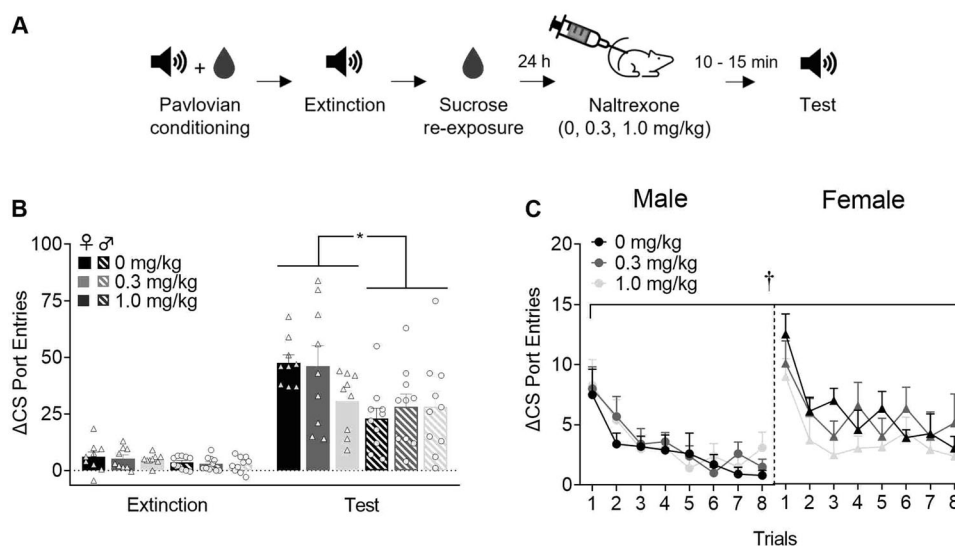 A
+
24 h
10 - 15 min
Pavlovian
conditioning
Extinction
Sucrose
re-exposure
Naltrexone
(0, 0.3, 1.0 mg/kg)
Test
B
ΔCS Port Entries
100
75
50
25
0
♀ ♂
0 mg/kg
0.3 mg/kg
1.0 mg/kg
*
Extinction
Test
C
Male
Female
ΔCS Port Entries
20
15
10
5
0
0 mg/kg
0.3 mg/kg
1.0 mg/kg
†
1 2 3 4 5 6 7 8
1 2 3 4 5 6 7 8
Trials